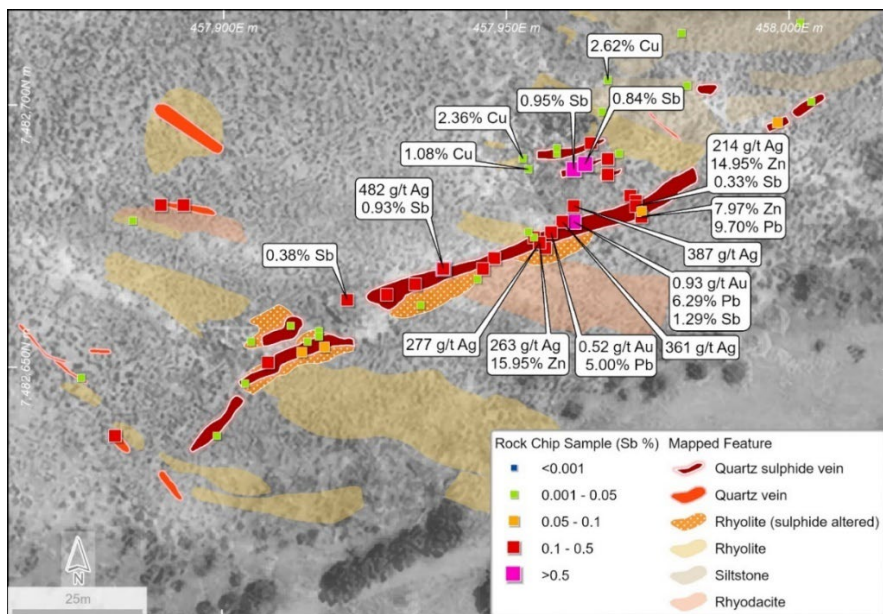 457,900E m
457,950E m
458,000E m
7,482,700N m
7,482,650N m
2.62% Cu
0.95% Sb
0.84% Sb
2.36% Cu
1.08% Cu
214 g/t Ag
14.95% Zn
0.33% Sb
482 g/t Ag
0.93% Sb
7.97% Zn
9.70% Pb
0.38% Sb
387 g/t Ag
0.93 g/t Au
6.29% Pb
1.29% Sb
277 g/t Ag
263 g/t Ag
15.95% Zn
0.52 g/t Au
5.00% Pb
361 g/t Ag
Rock Chip Sample (Sb %)
<0.001
0.001 - 0.05
0.05 - 0.1
0.1 - 0.5
>0.5
Mapped Feature
Quartz sulphide vein
Quartz vein
Rhyolite (sulphide altered)
Rhyolite
Siltstone
Rhyodacite
N
25m